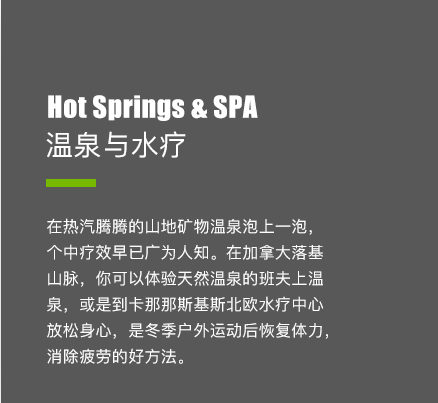 Hot Springs & SPA
温泉与水疗
在热汽腾腾的山地矿物温泉泡上一泡，
个中疗效早已广为人知。在加拿大落基
山脉，你可以体验天然温泉的班夫上温
泉，或是到卡那那斯基斯北欧水疗中心
放松身心，是冬季户外运动后恢复体力，
消除疲劳的好方法。